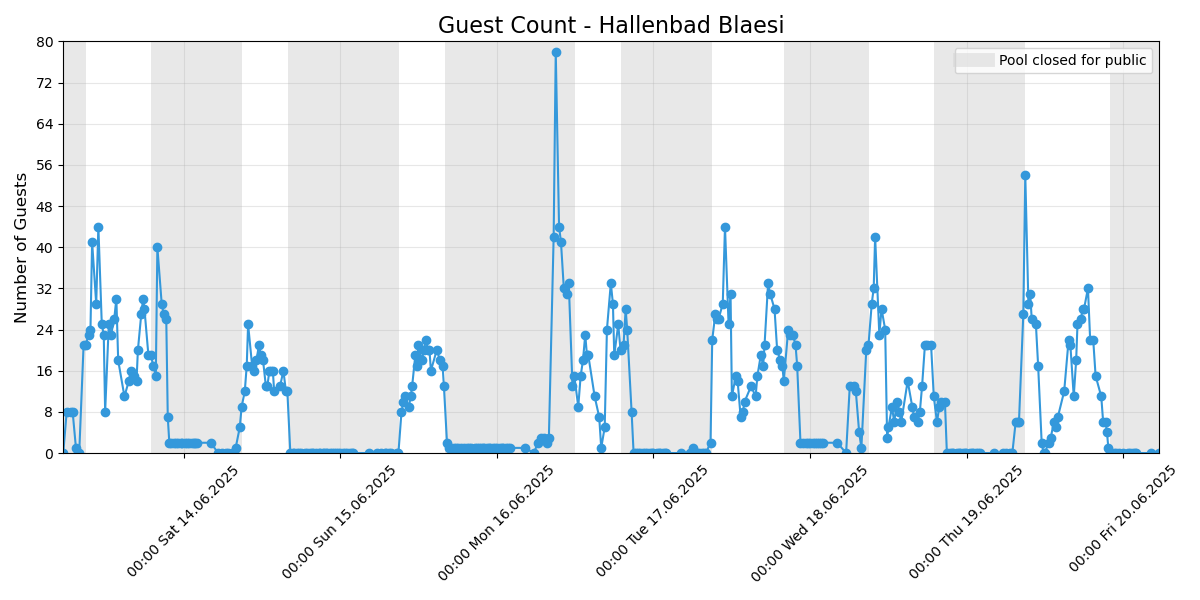 Guest Count - Hallenbad Blaesi
Pool closed for public
Number of Guests
80
72
64
56
48
40
32
24
16
8
0
00:00 Sat 14.06.2025
00:00 Sun 15.06.2025
00:00 Mon 16.06.2025
00:00 Tue 17.06.2025
00:00 Wed 18.06.2025
00:00 Thu 19.06.2025
00:00 Fri 20.06.2025